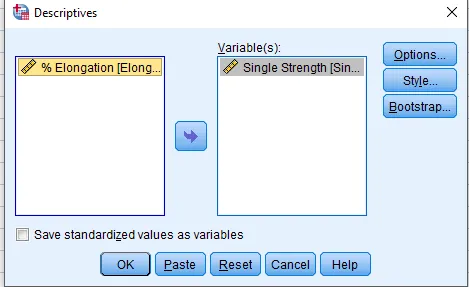 Descriptives
Variable(s):
% Elongation [Elong...
Single Strength [Sin...
Options...
Style...
Bootstrap...
Save standardized values as variables
OK Paste Reset Cancel Help